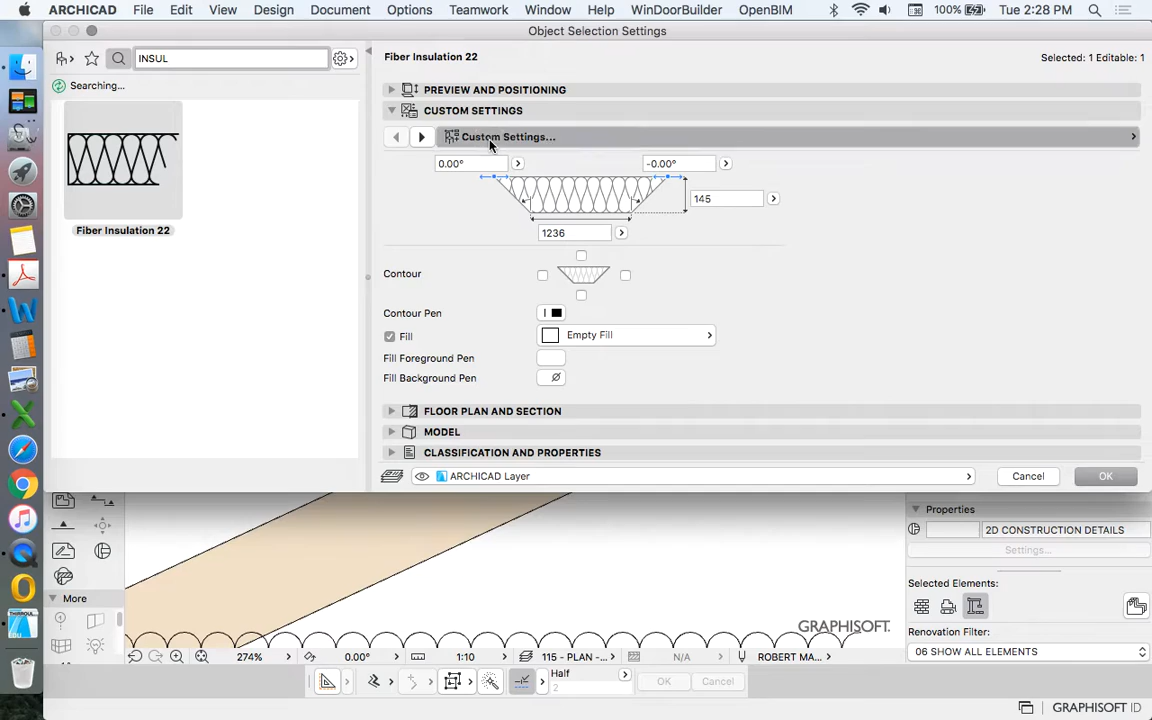 ARCHICAD File Edit View Design Document Options Teamwork Window Help WinDoorBuilder OpenBIM 100% Tue 2:28 PM
Object Selection Settings
INSUL
Fiber Insulation 22
Selected: 1 Editable: 1
Searching...
PREVIEW AND POSITIONING
CUSTOM SETTINGS
Custom Settings...
0.00°
-0.00°
145
Fiber Insulation 22
1236
Contour
Contour Pen
Fill
Empty Fill
Fill Foreground Pen
Fill Background Pen
FLOOR PLAN AND SECTION
MODEL
CLASSIFICATION AND PROPERTIES
ARCHICAD Layer
Cancel
OK
Properties
2D CONSTRUCTION DETAILS
Settings...
Selected Elements:
More
GRAPHISOFT.
Renovation Filter:
06 SHOW ALL ELEMENTS
274%
0.00°
1:10
115 - PLAN -...
N/A
ROBERT MA...
Half
2
OK
Cancel
GRAPHISOFT ID